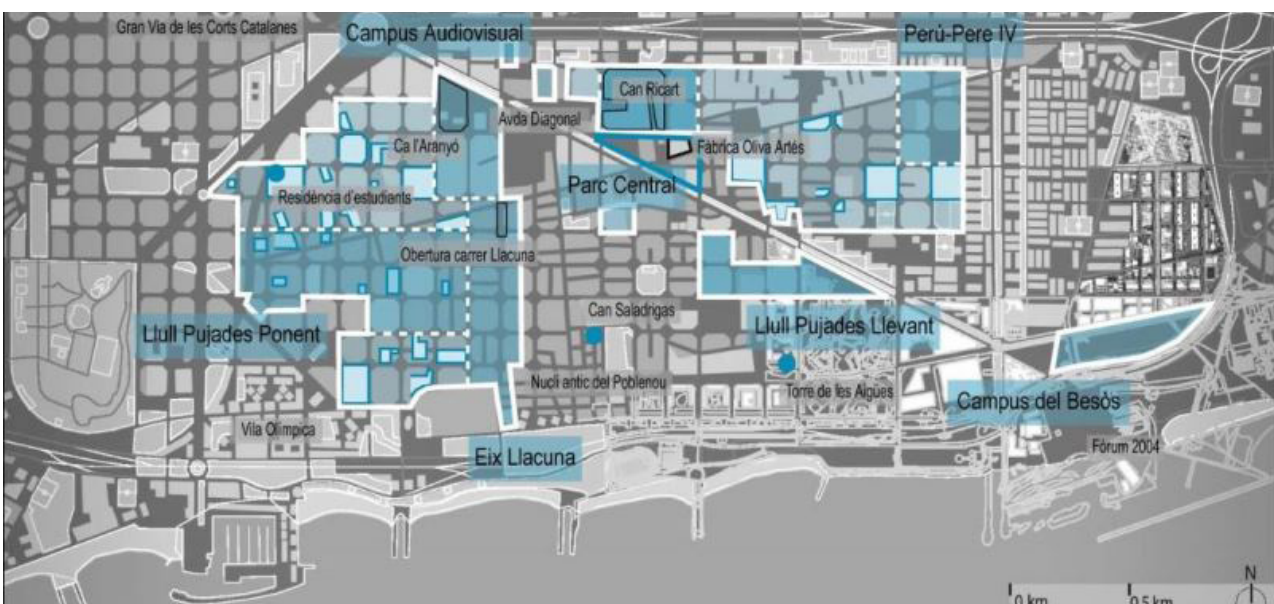 Gran Via de les Corts Catalanes
Campus Audiovisual
Perú-Pere IV
Can Ricart
Avda Diagonal
Ca l'Aranyó
Fàbrica Oliva Artés
Parc Central
Residència d'estudiants
Obertura carrer Llacuna
Can Saladrigas
Llull Pujades Ponent
Llull Pujades Llevant
Nucli antic del Poblenou
Torre de les Aigües
Campus del Besòs
Vila Olímpica
Eix Llacuna
Fòrum 2004
N
0 km
0.5 km